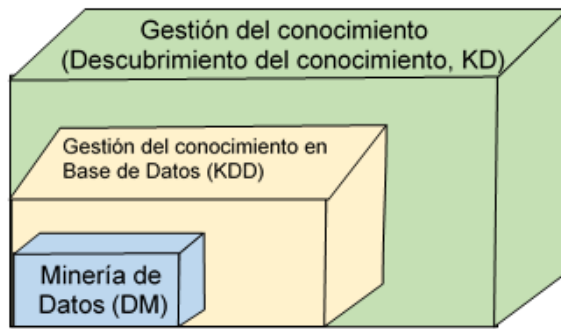 Gestión del conocimiento
(Descubrimiento del conocimiento, KD)
Gestión del conocimiento en
Base de Datos (KDD)
Minería de
Datos (DM)